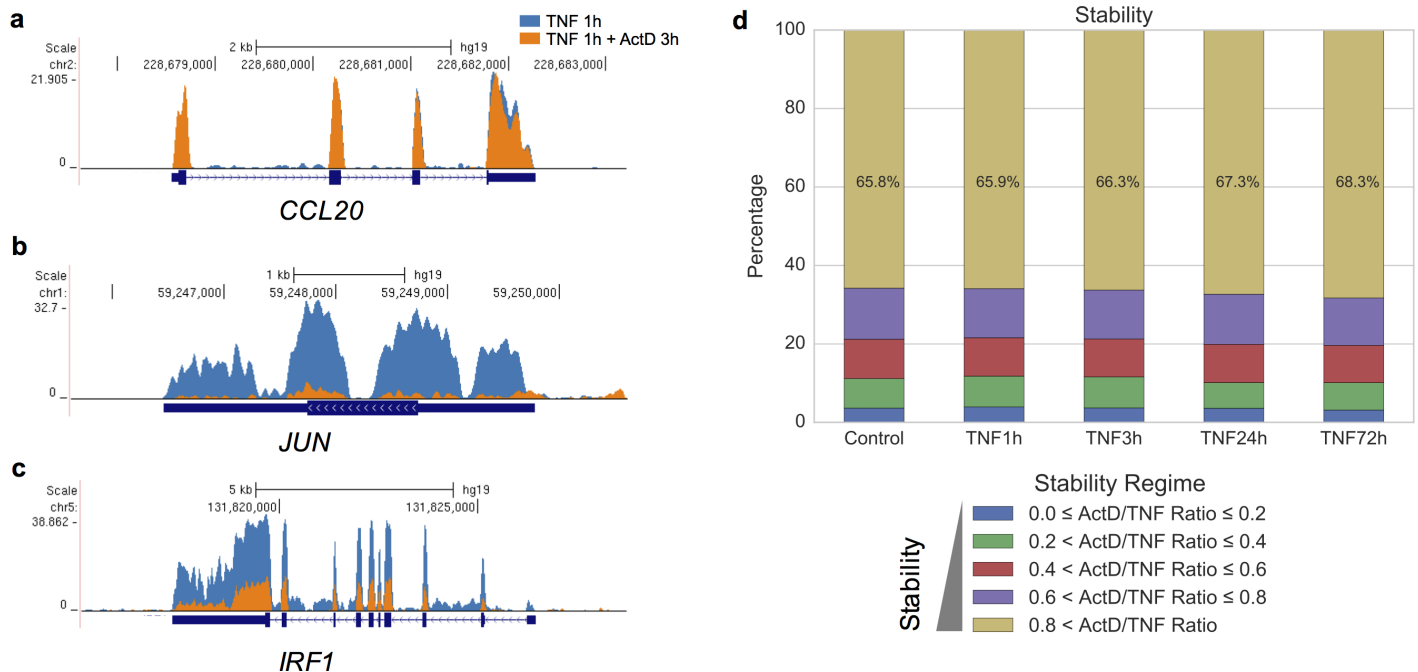 a
TNF 1h
TNF 1h + ActD 3h
Scale
2 kb
hg19
chr2:
228,679,000
228,680,000
228,681,000
228,682,000
228,683,000
21.905
0
CCL20
b
Scale
1 kb
hg19
chr1:
59,247,000
59,248,000
59,249,000
59,250,000
32.7
0
JUN
c
Scale
5 kb
hg19
chr5:
131,820,000
131,825,000
38.862
0
IRF1
d
Stability
Percentage
100
80
60
40
20
0
65.8%
65.9%
66.3%
67.3%
68.3%
Control
TNF1h
TNF3h
TNF24h
TNF72h
Stability Regime
Stability
0.0 ≤ ActD/TNF Ratio ≤ 0.2
0.2 < ActD/TNF Ratio ≤ 0.4
0.4 < ActD/TNF Ratio ≤ 0.6
0.6 < ActD/TNF Ratio ≤ 0.8
0.8 < ActD/TNF Ratio